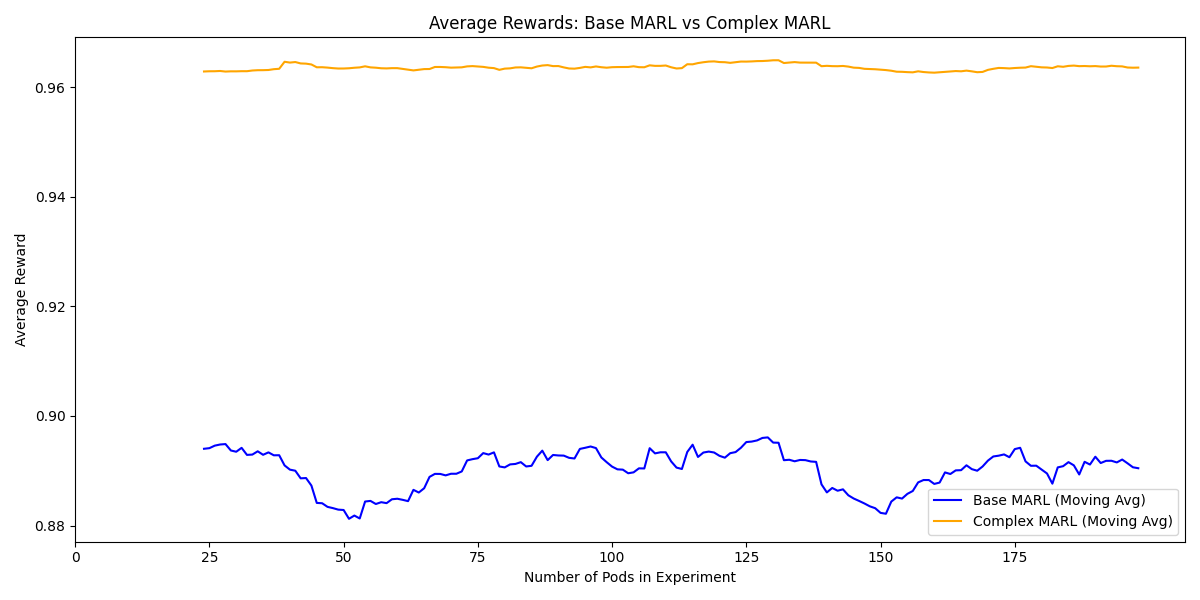 Average Rewards: Base MARL vs Complex MARL
Average Reward
0.96
0.94
0.92
0.90
0.88
0
25
50
75
100
125
150
175
Number of Pods in Experiment
Base MARL (Moving Avg)
Complex MARL (Moving Avg)